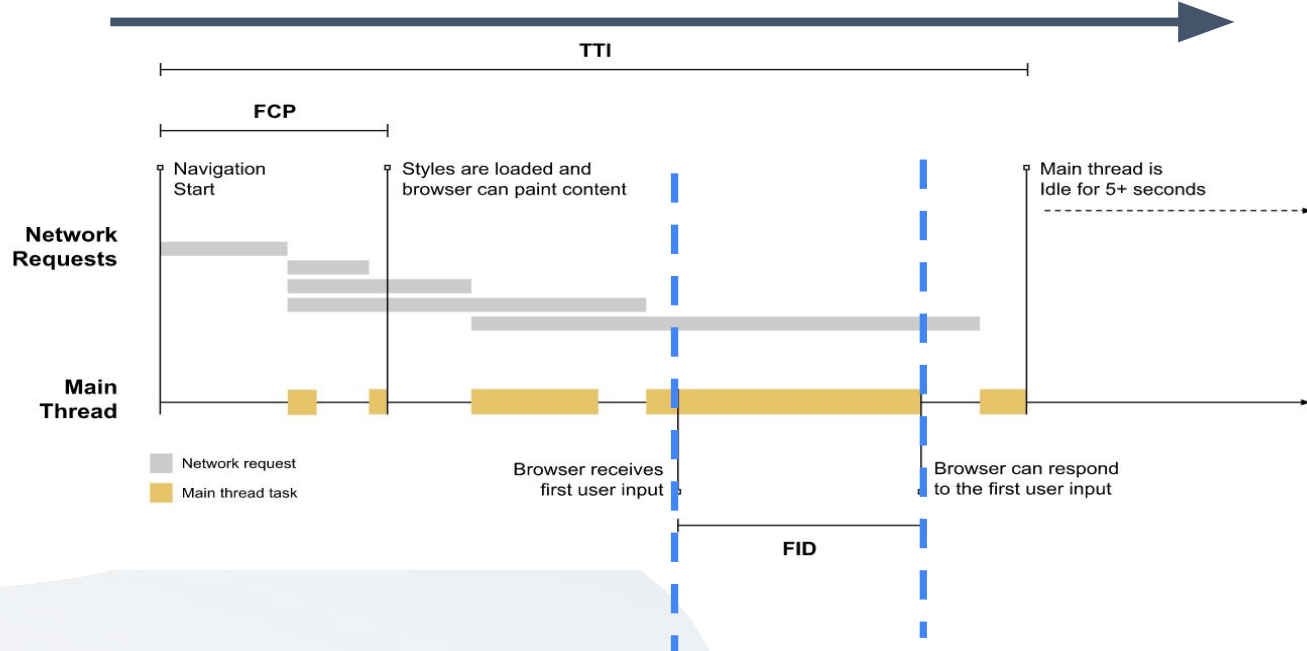 TTI
FCP
Navigation
Start
Styles are loaded and
browser can paint content
Main thread is
Idle for 5+ seconds
Network
Requests
Main
Thread
Network request
Main thread task
Browser receives
first user input
Browser can respond
to the first user input
FID